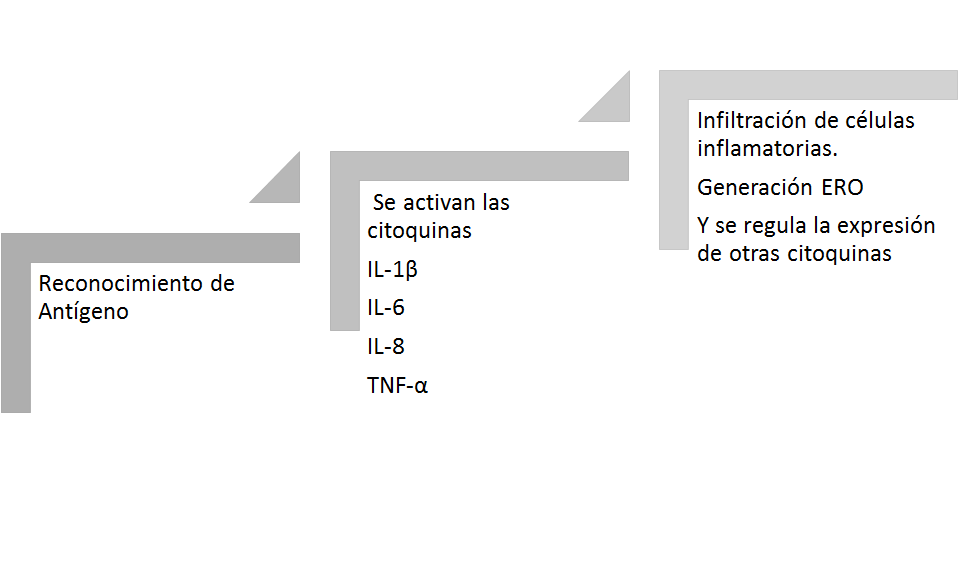 Reconocimiento de
Antígeno
Se activan las
citoquinas
IL-1β
IL-6
IL-8
TNF-α
Infiltración de células
inflamatorias.
Generación ERO
Y se regula la expresión
de otras citoquinas